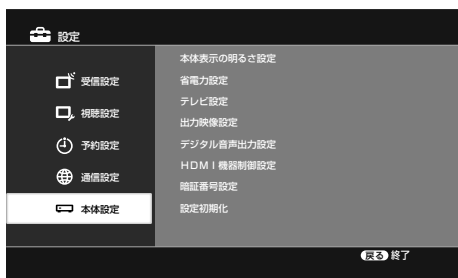 設定
受信設定
視聴設定
予約設定
通信設定
本体設定
本体表示の明るさ設定
省電力設定
テレビ設定
出力映像設定
デジタル音声出力設定
HDMI機器制御設定
暗証番号設定
設定初期化
戻る 終了